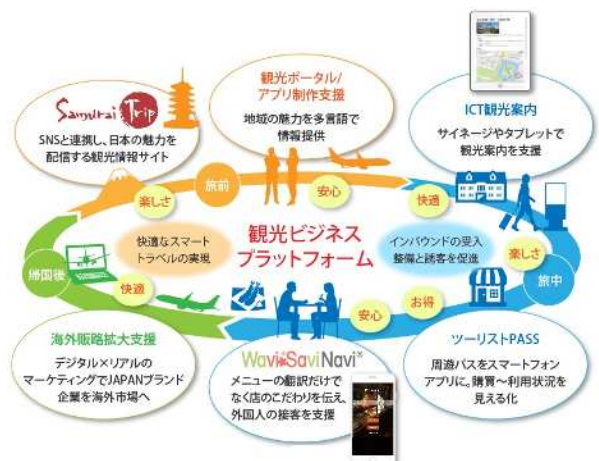 Samurai Trip
SNSと連携し、日本の魅力を
配信する観光情報サイト
観光ポータル/
アプリ制作支援
地域の魅力を多言語で
情報提供
ICT観光案内
サイネージやタブレットで
観光案内を支援
楽しさ
旅前
安心
快適
快適なスマート
トラベルの実現
観光ビジネス
プラットフォーム
インバウンドの受入
整備と誘客を促進
楽しさ
旅中
帰国後
快適
安心
お得
海外販路拡大支援
デジタル×リアルの
マーケティングでJAPANブランド
企業を海外市場へ
WaviSaviNavi
メニューの翻訳だけで
なく店のこだわりを伝え、
外国人の接客を支援
ツーリストPASS
周遊パスをスマートフォン
アプリに。購買~利用状況を
見える化